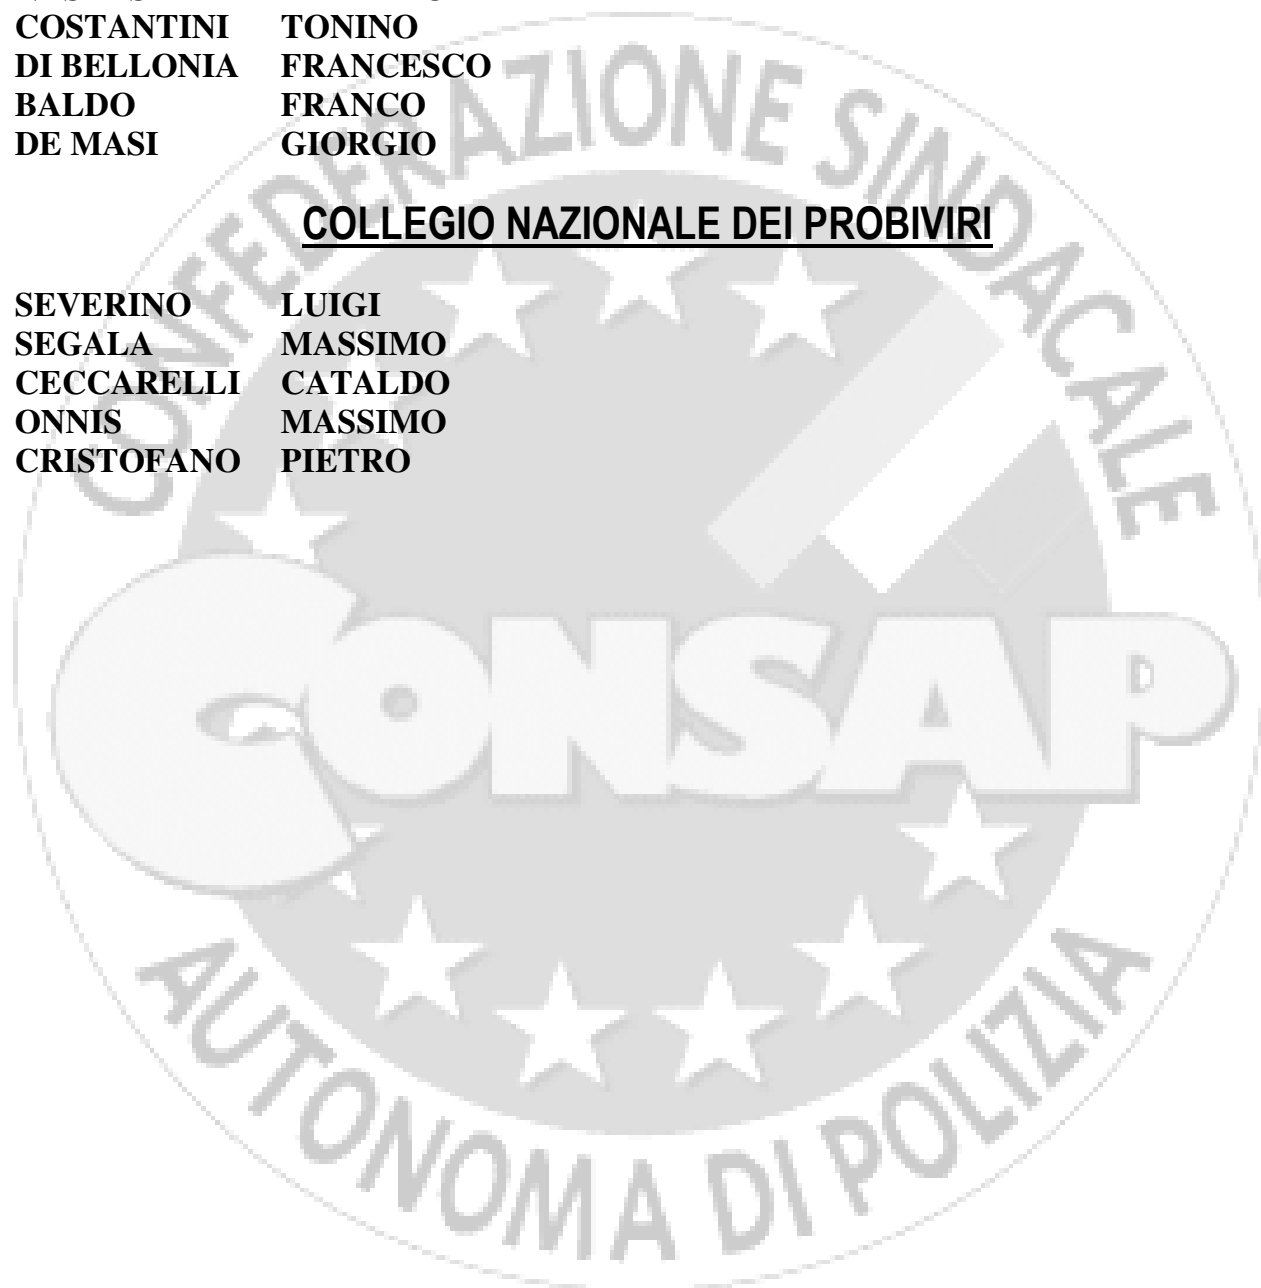 COSTANTINI TONINO
DI BELLONIA FRANCESCO
BALDO FRANCO
DE MASI GIORGIO
COLLEGIO NAZIONALE DEI PROBIVIRI
SEVERINO LUIGI
SEGALA MASSIMO
CECCARELLI CATALDO
ONNIS MASSIMO
CRISTOFANO PIETRO
CONFEDERAZIONE SINDACALE
CONSAP
AUTONOMA DI POLIZIA